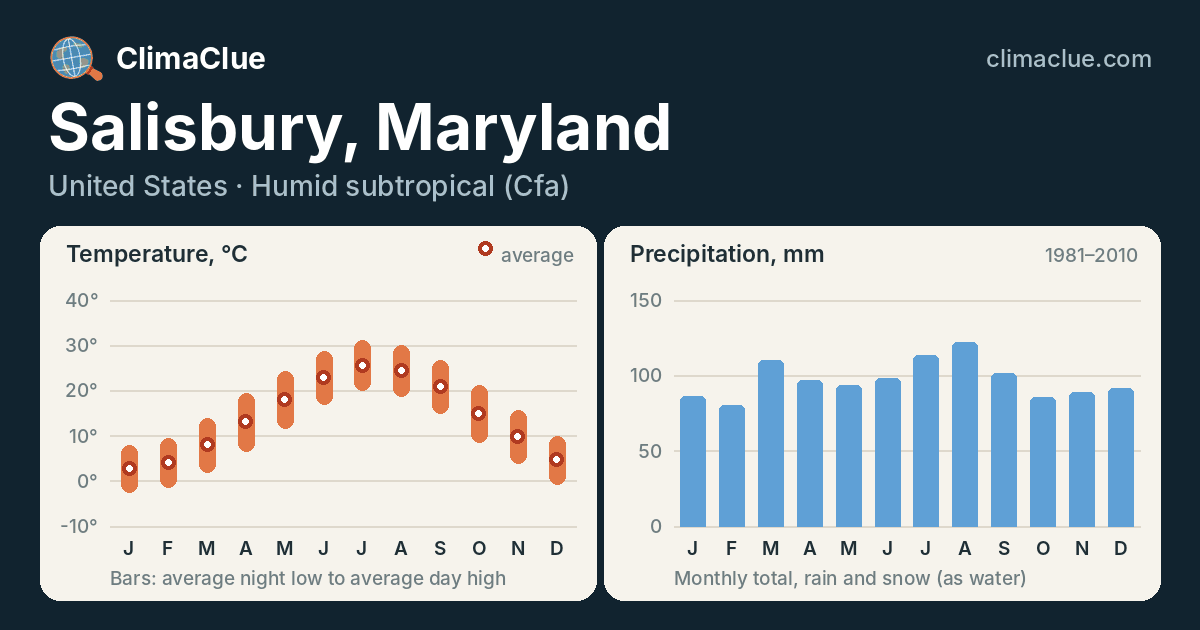 ClimaClue
climaclue.com
Salisbury, Maryland
United States · Humid subtropical (Cfa)
Temperature, °C
average
40°
30°
20°
10°
0°
-10°
J F M A M J J A S O N D
Bars: average night low to average day high
Precipitation, mm
1981–2010
150
100
50
0
J F M A M J J A S O N D
Monthly total, rain and snow (as water)